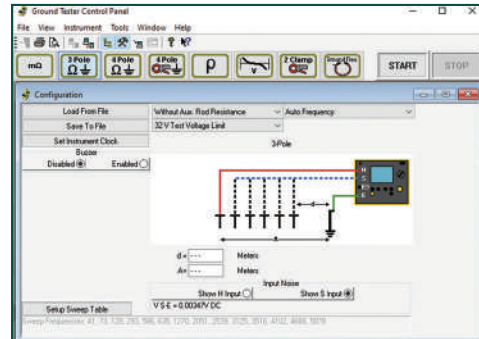 Ground Tester Control Panel
File View Instrument Tools Window Help
mΩ
3 Pole
Ω
4 Pole
Ω
4 Pole
ρ
V
2 Clamp
START
STOP
Configuration
Load From File
Without Aux. Rod Resistance
Auto Frequency
Save To File
32 V Test Voltage Limit
Set Instrument Clock
3-Pole
Buzzer
Disabled
Enabled
H
S
E
d
A
d =
---
Meters
A=
---
Meters
Input Noise
Show H Input
Show S Input
Setup Sweep Table
V S-E = 0.00347V DC